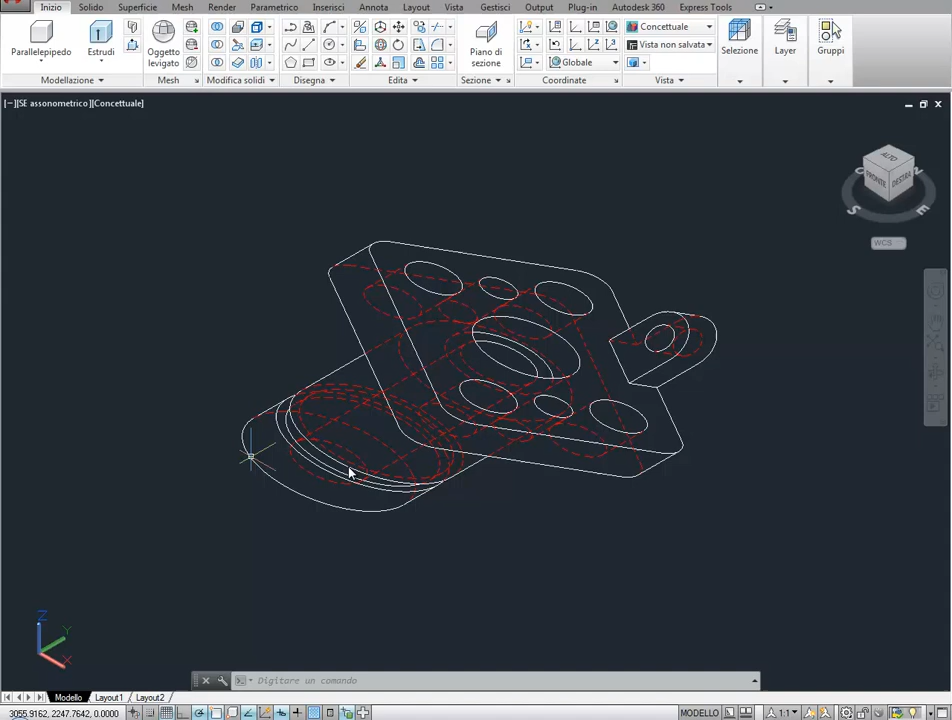 Inizio Solido Superficie Mesh Render Parametrico Inserisci Annota Layout Vista Gestisci Output Plug-in Autodesk 360 Express Tools
Parallelepipedo
Estrudi
Oggetto
levigato
Piano di
sezione
Globale
Concettuale
Vista non salvata
Selezione
Layer
Gruppi
Modellazione
Mesh
Modifica solidi
Disegna
Edita
Sezione
Coordinate
Vista
[−][SE assonometrico][Concettuale]
ALTO
FRONTE
DESTRA
N
S
E
WCS
Z
Y
X
Digitare un comando
Modello Layout1 Layout2
3055.9162, 2247.7642, 0.0000
MODELLO
1:1